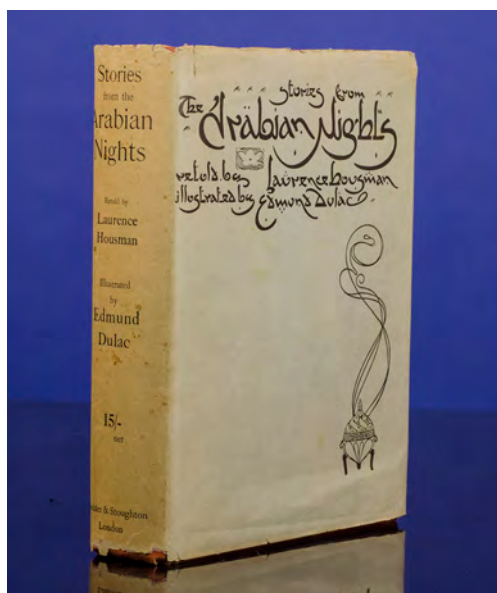 Stories
from the
Arabian
Nights
Retold by
Laurence
Housman
Illustrated
by
Edmund
Dulac
15/-
net
& Stoughton
London
stories from
The Arabian Nights
retold by Laurence Housman
illustrated by Edmund Dulac